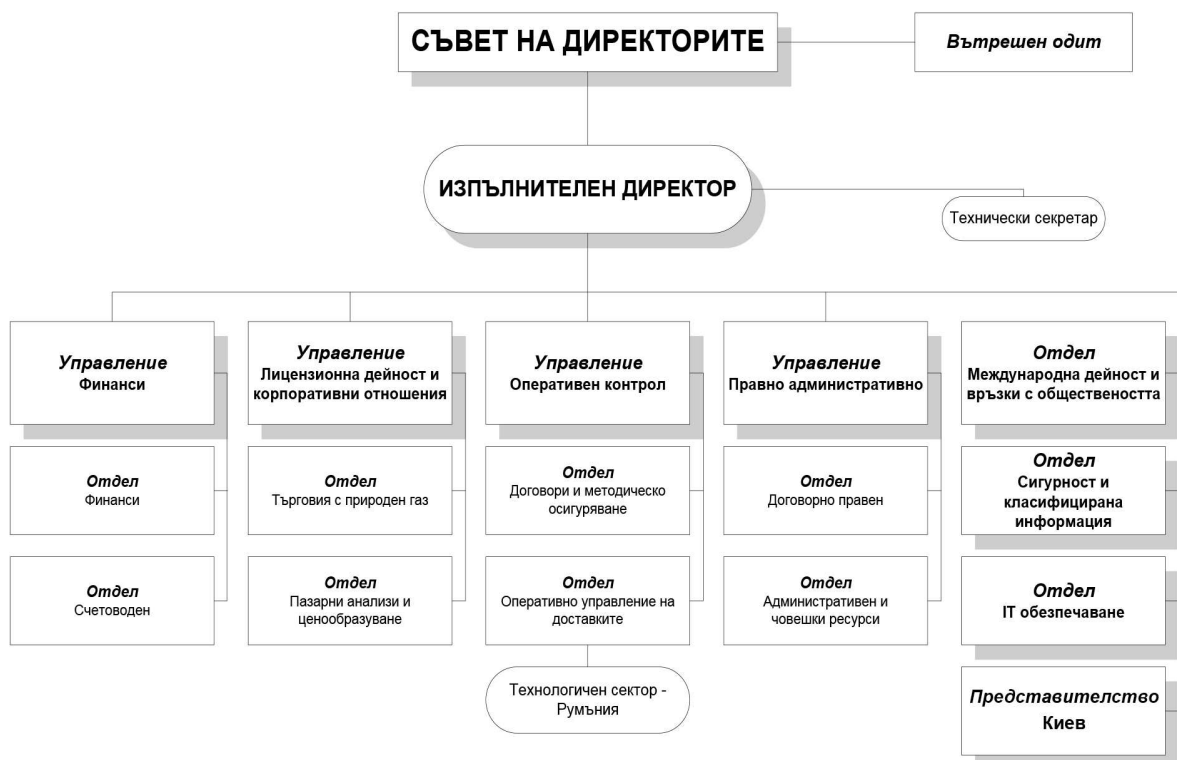 СЪВЕТ НА ДИРЕКТОРИТЕ
Вътрешен одит
ИЗПЪЛНИТЕЛЕН ДИРЕКТОР
Технически секретар
Управление
Финанси
Управление
Лицензионна дейност и
корпоративни отношения
Управление
Оперативен контрол
Управление
Правно административно
Отдел
Международна дейност и
връзки с обществеността
Отдел
Финанси
Отдел
Търговия с природен газ
Отдел
Договори и методическо
осигуряване
Отдел
Договорно правен
Отдел
Сигурност и
класифицирана
информация
Отдел
Счетоводен
Отдел
Пазарни анализи и
ценообразуване
Отдел
Оперативно управление на
доставките
Отдел
Административен и
човешки ресурси
Отдел
IT обезпечаване
Технологичен сектор -
Румъния
Представителство
Киев